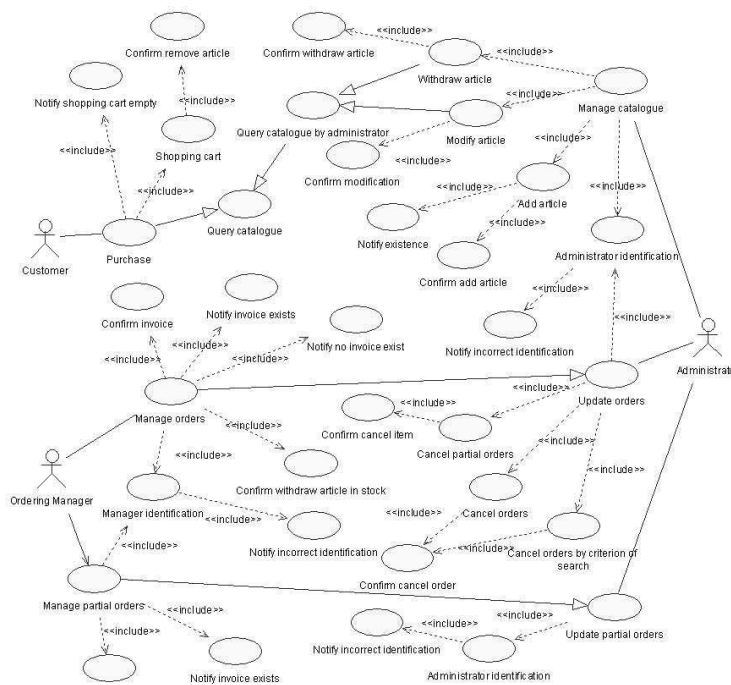 <<include>>
Confirm remove article
Confirm withdraw article
<<include>>
<<include>>
Withdraw article
Notify shopping cart empty
<<include>>
Manage catalogue
<<include>>
Query catalogue by administrator
Modify article
<<include>>
Shopping cart
<<include>>
Confirm modification
<<include>>
<<include>>
<<include>>
<<include>>
Add article
<<include>>
Query catalogue
Notify existence
<<include>>
Customer
Purchase
Administrator identification
Confirm add article
<<include>>
Notify invoice exists
Confirm invoice
Notify no invoice exist
Notify incorrect identification
<<include>>
<<include>>
<<include>>
<<include>>
Administrat
Manage orders
Update orders
<<include>>
<<include>>
Confirm cancel item
Cancel partial orders
<<include>>
<<include>>
<<include>>
<<include>>
Confirm withdraw article in stock
Ordering Manager
Manager identification
Cancel orders
<<include>>
<<include>>
<<include>>
Notify incorrect identification
<<include>>
Cancel orders by criterion of
search
Confirm cancel order
Manage partial orders
<<include>>
<<include>>
<<include>>
<<include>>
Update partial orders
Notify incorrect identification
Administrator identification
Notify invoice exists